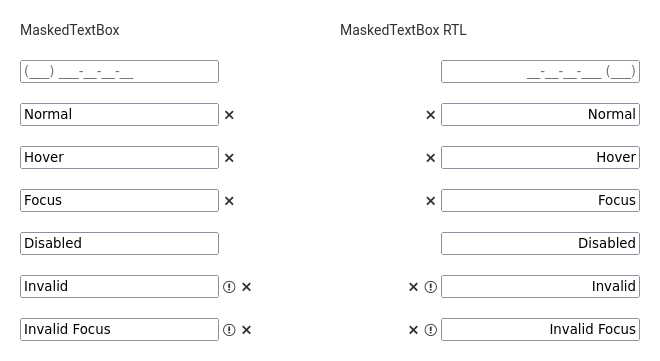 MaskedTextBox
(___) ___-__-__-__
Normal
Hover
Focus
Disabled
Invalid
Invalid Focus
MaskedTextBox RTL
__-__-__-___ (___)
Normal
Hover
Focus
Disabled
Invalid
Invalid Focus